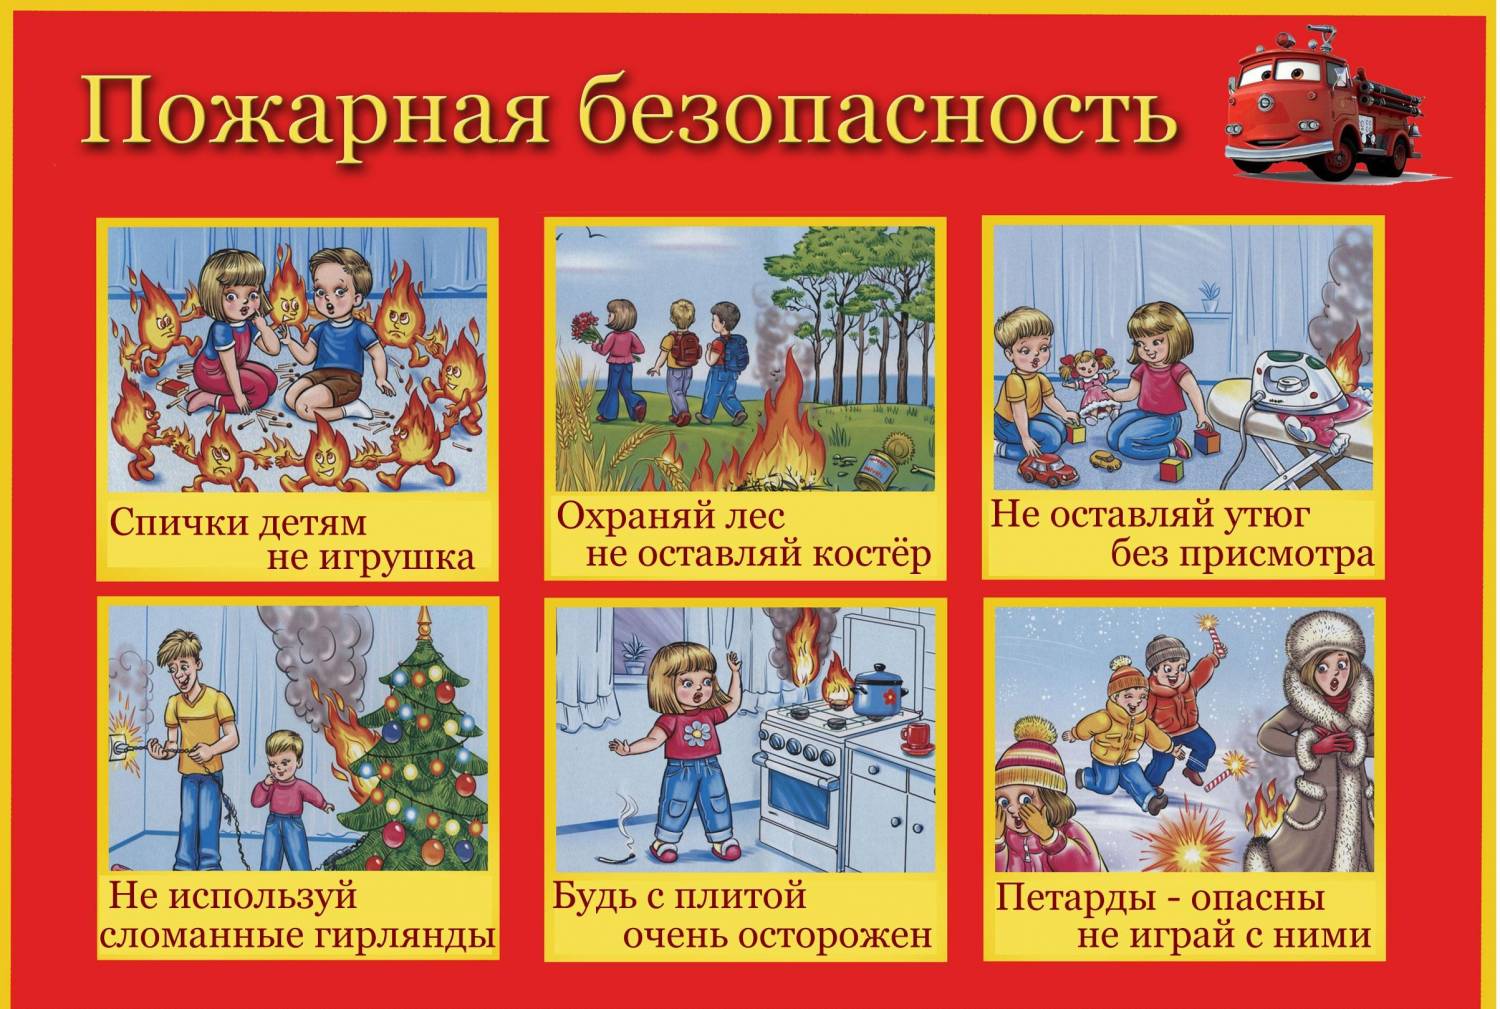 Пожарная безопасность
Спички детям
не игрушка
Охраняй лес
не оставляй костёр
Не оставляй утюг
без присмотра
Не используй
сломанные гирлянды
Будь с плитой
очень осторожен
Петарды - опасны
не играй с ними